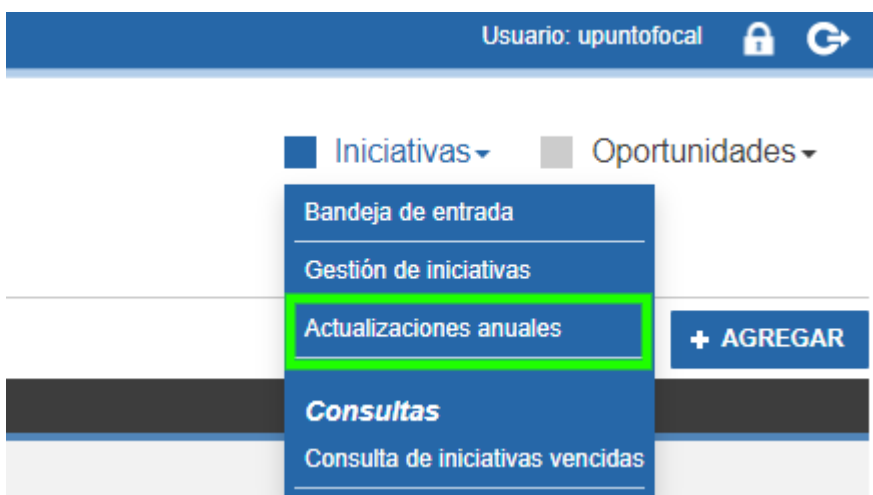 Usuario: upuntofocal
Iniciativas
Oportunidades
Bandeja de entrada
Gestión de iniciativas
Actualizaciones anuales
+ AGREGAR
Consultas
Consulta de iniciativas vencidas